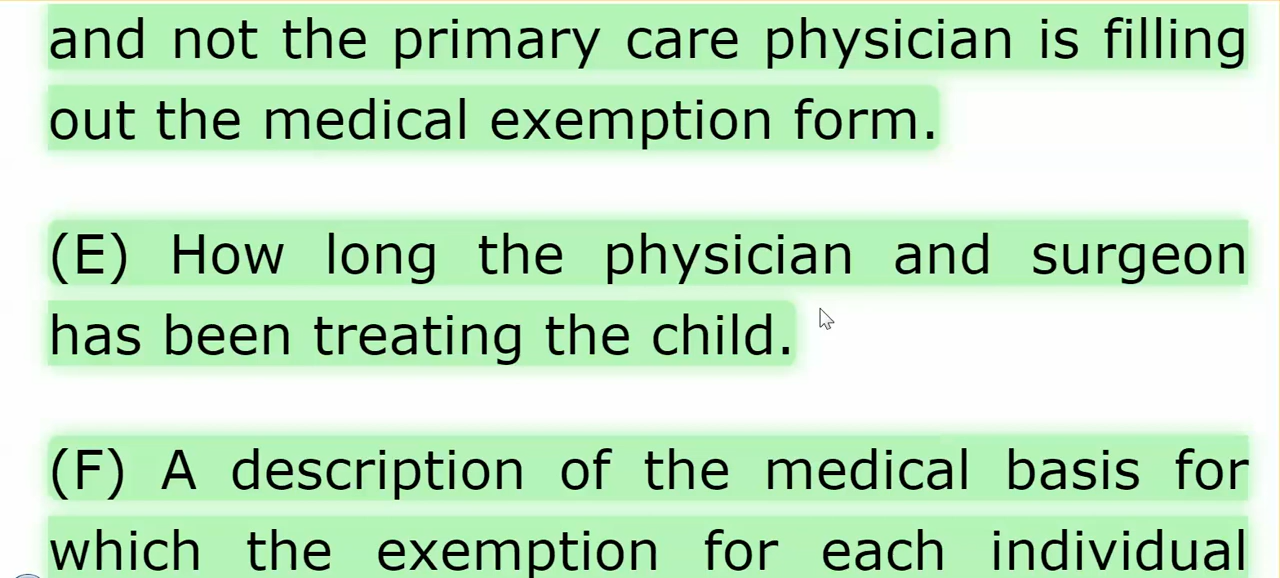 and not the primary care physician is filling
out the medical exemption form.
(E) How long the physician and surgeon
has been treating the child.
(F) A description of the medical basis for
which the exemption for each individual